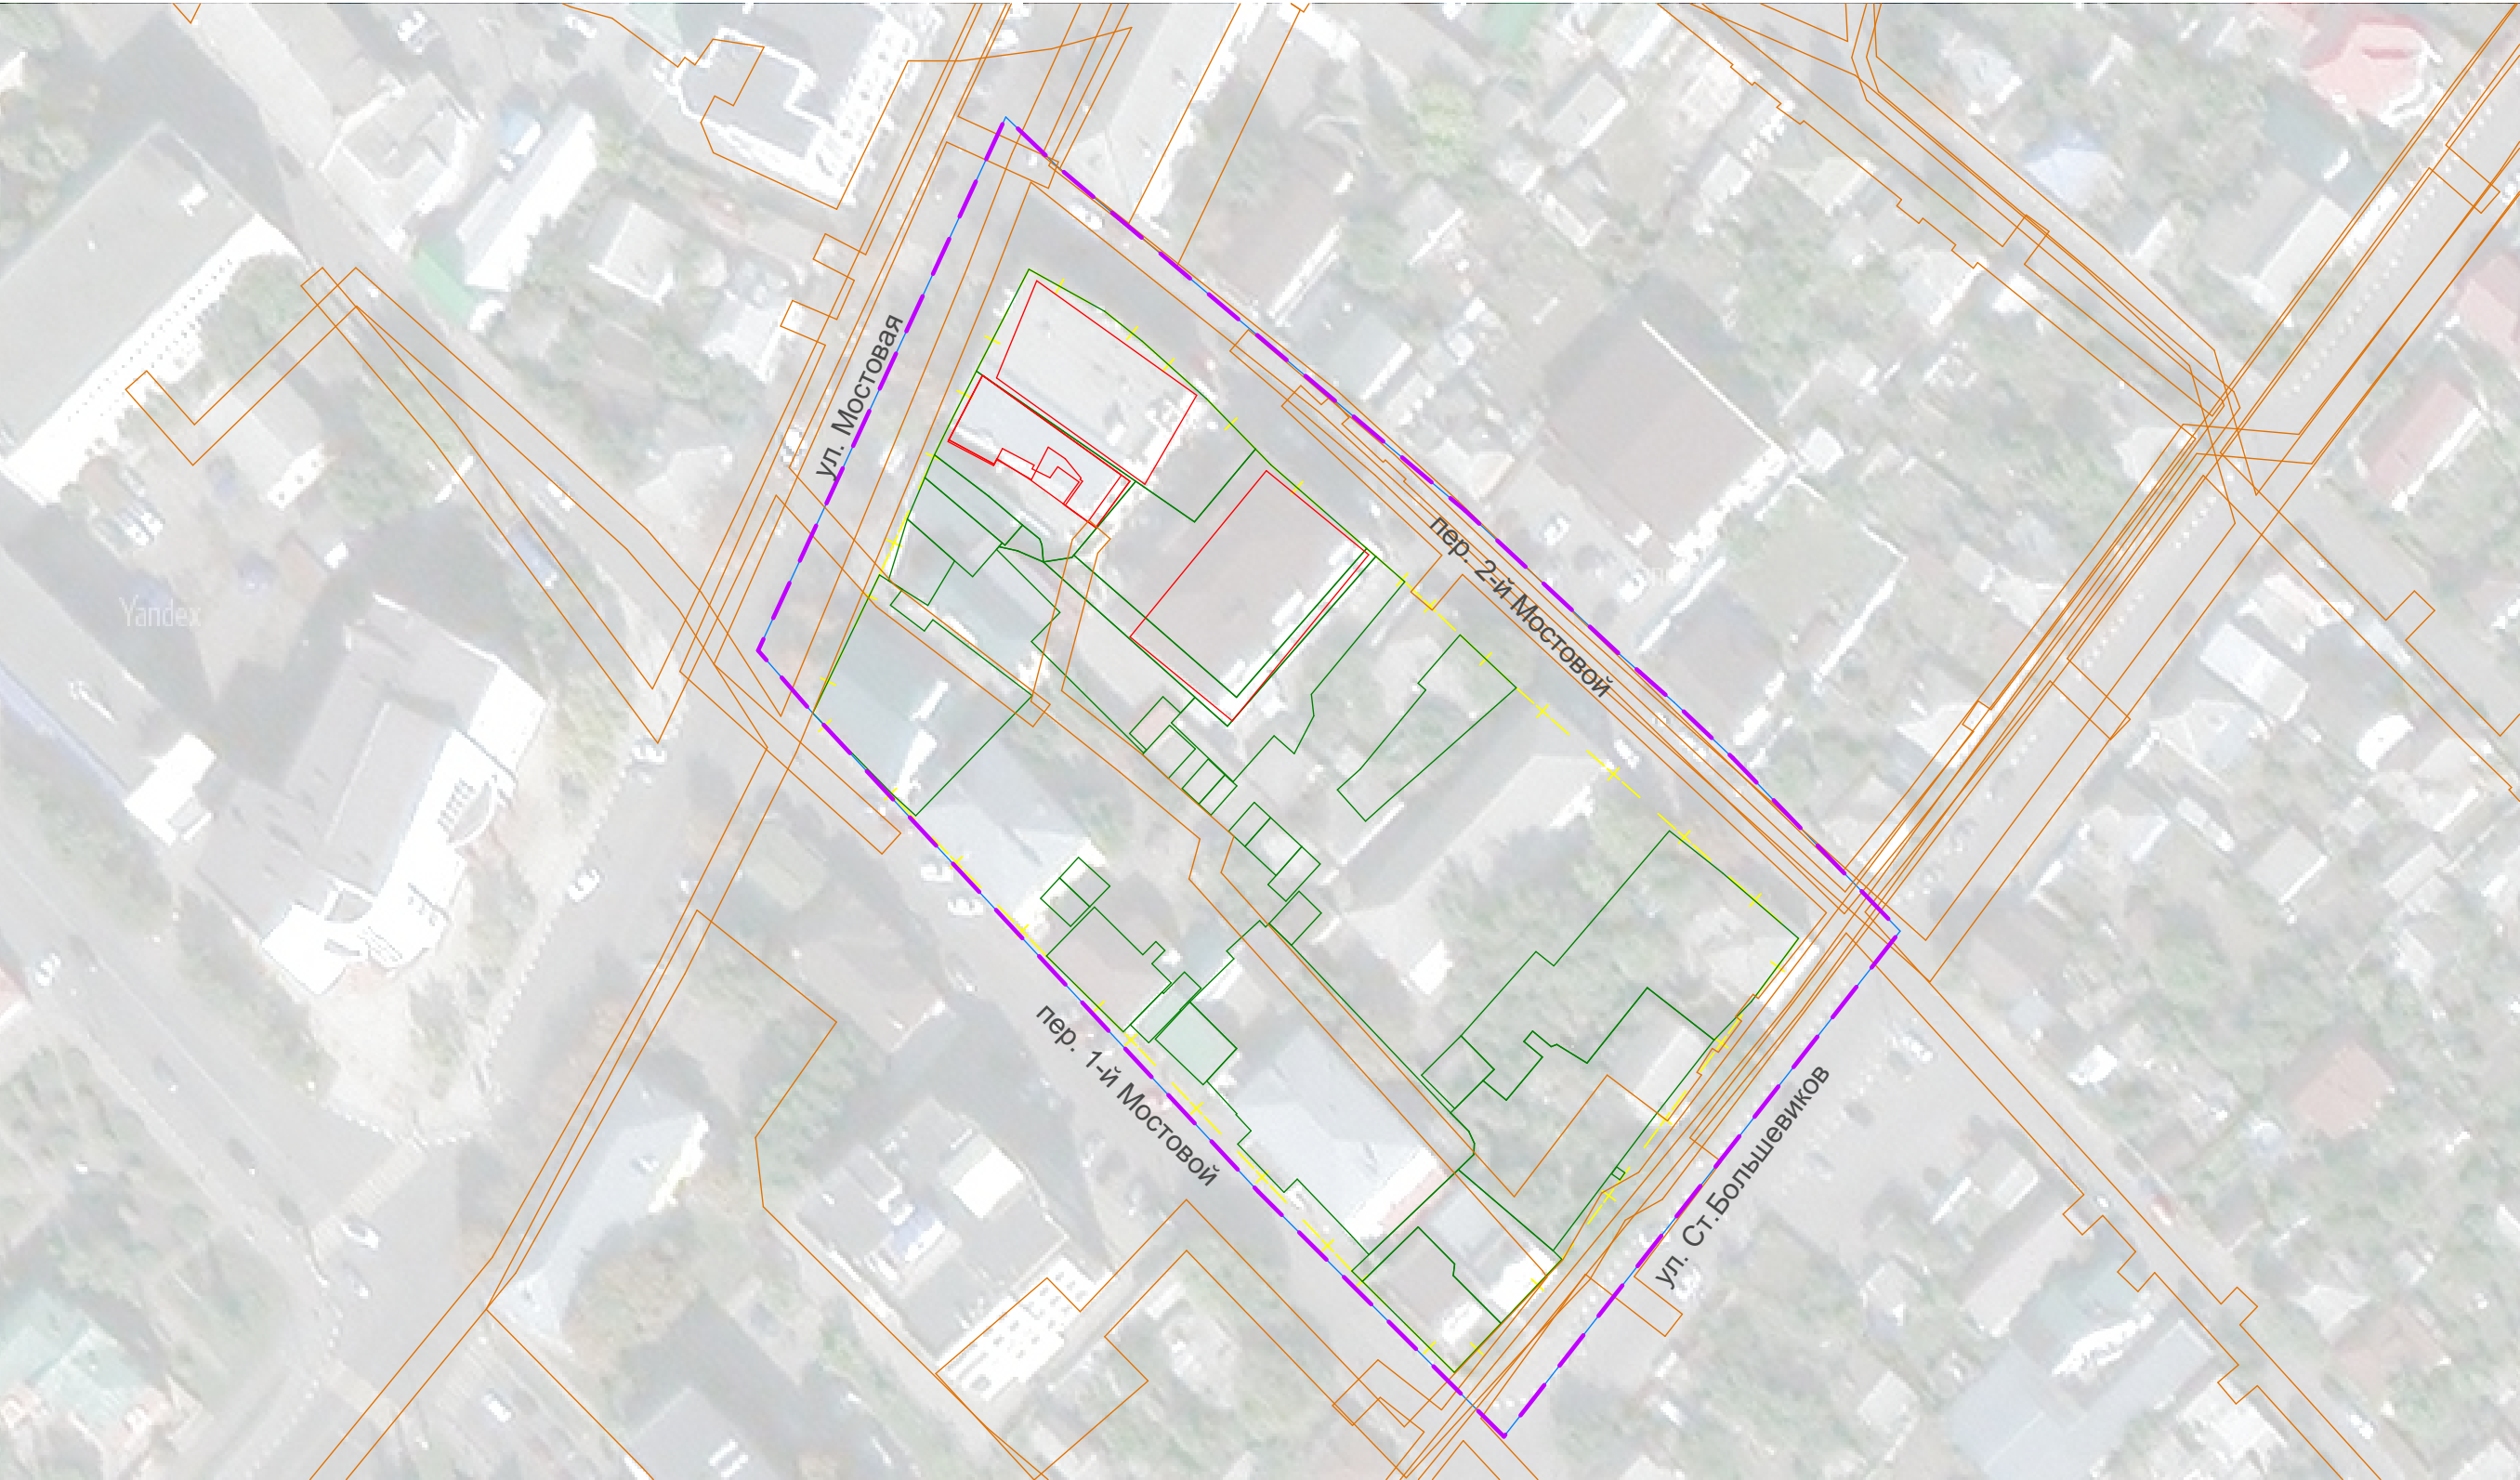 ул. Мостовая
пер. 2-й Мостовой
Yandex
пер. 1-й Мостовой
ул. Ст.Большевиков